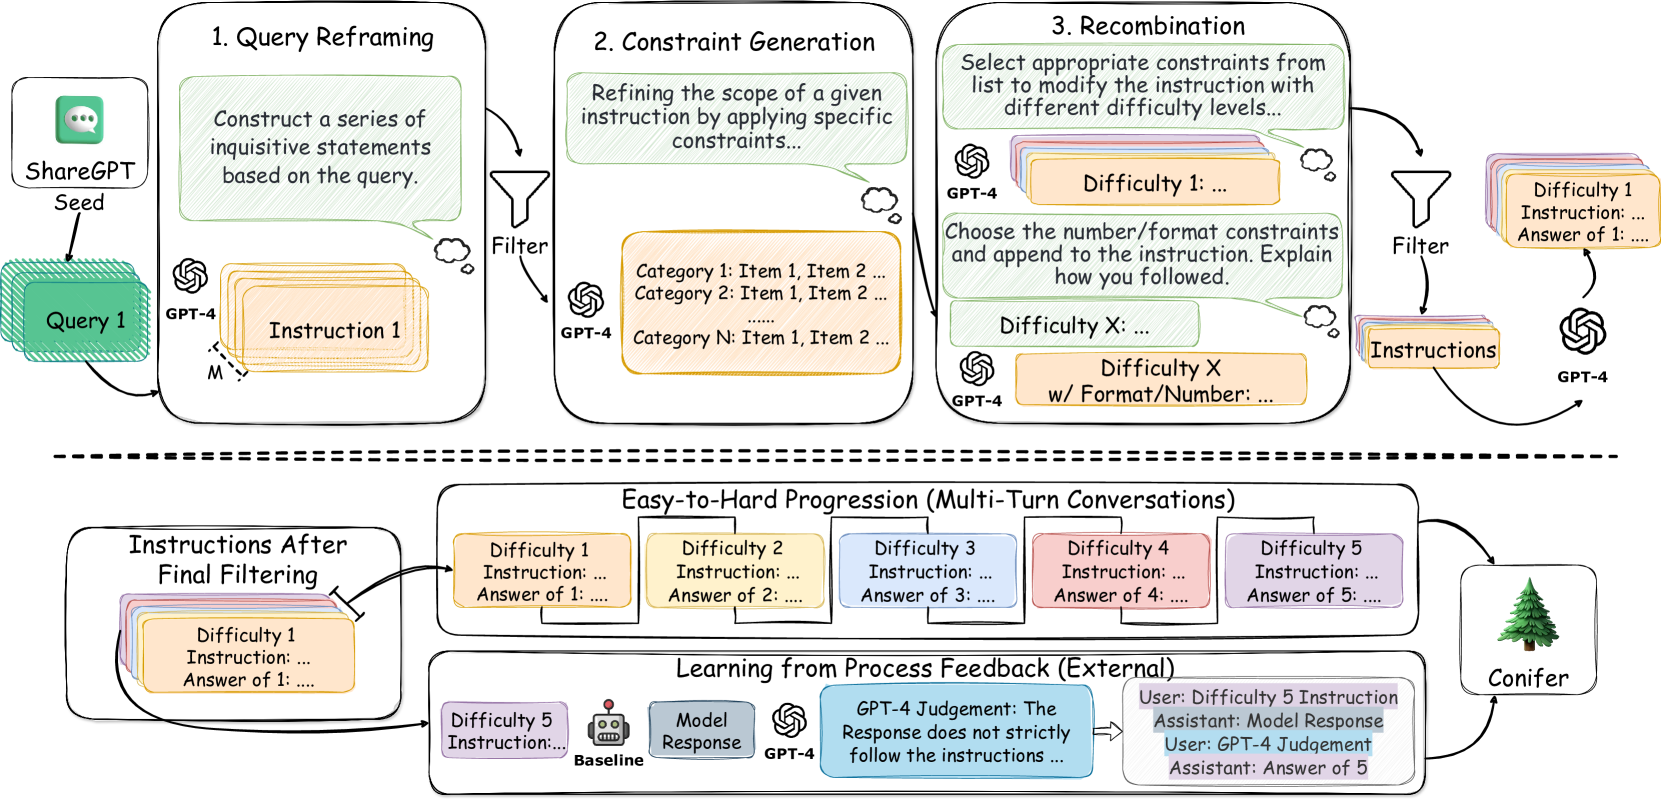 1. Query Reframing
Construct a series of
inquisitive statements
based on the query.
ShareGPT
Seed
Query 1
GPT-4
Instruction 1
M
Filter
2. Constraint Generation
Refining the scope of a given
instruction by applying specific
constraints...
GPT-4
Category 1: Item 1, Item 2 ...
Category 2: Item 1, Item 2 ...
......
Category N: Item 1, Item 2 ...
3. Recombination
Select appropriate constraints from
list to modify the instruction with
different difficulty levels...
GPT-4
Difficulty 1: ...
Choose the number/format constraints
and append to the instruction. Explain
how you followed.
Difficulty X: ...
GPT-4
Difficulty X
w/ Format/Number: ...
Filter
Instructions
GPT-4
Difficulty 1
Instruction: ...
Answer of 1: ....
Instructions After
Final Filtering
Difficulty 1
Instruction: ...
Answer of 1: ....
Easy-to-Hard Progression (Multi-Turn Conversations)
Difficulty 1
Instruction: ...
Answer of 1: ....
Difficulty 2
Instruction: ...
Answer of 2: ....
Difficulty 3
Instruction: ...
Answer of 3: ....
Difficulty 4
Instruction: ...
Answer of 4: ....
Difficulty 5
Instruction: ...
Answer of 5: ....
Learning from Process Feedback (External)
Difficulty 5
Instruction:...
Baseline
Model
Response
GPT-4
GPT-4 Judgement: The
Response does not strictly
follow the instructions ...
User: Difficulty 5 Instruction
Assistant: Model Response
User: GPT-4 Judgement
Assistant: Answer of 5
Conifer